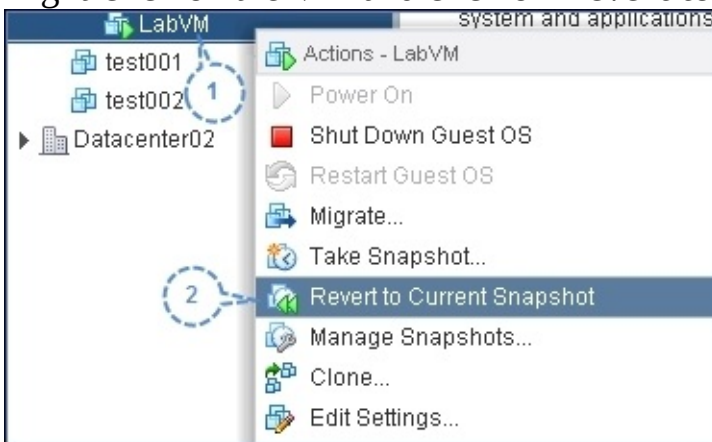 LabVM
system and applications
test001
test002
1
Datacenter02
Actions - LabVM
Power On
Shut Down Guest OS
Restart Guest OS
Migrate...
Take Snapshot...
2
Revert to Current Snapshot
Manage Snapshots...
Clone...
Edit Settings...